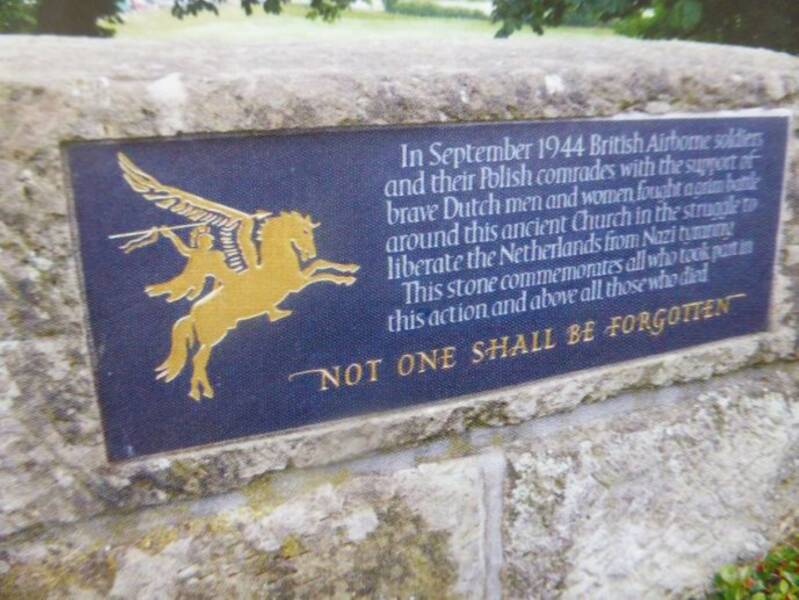 In September 1944 British Airborne soldiers
and their Polish comrades with the support of
brave Dutch men and women, fought a grim battle
around this ancient Church in the struggle to
liberate the Netherlands from Nazi tyranny.
This stone commemorates all who took part in
this action and above all, those who died.
NOT ONE SHALL BE FORGOTTEN